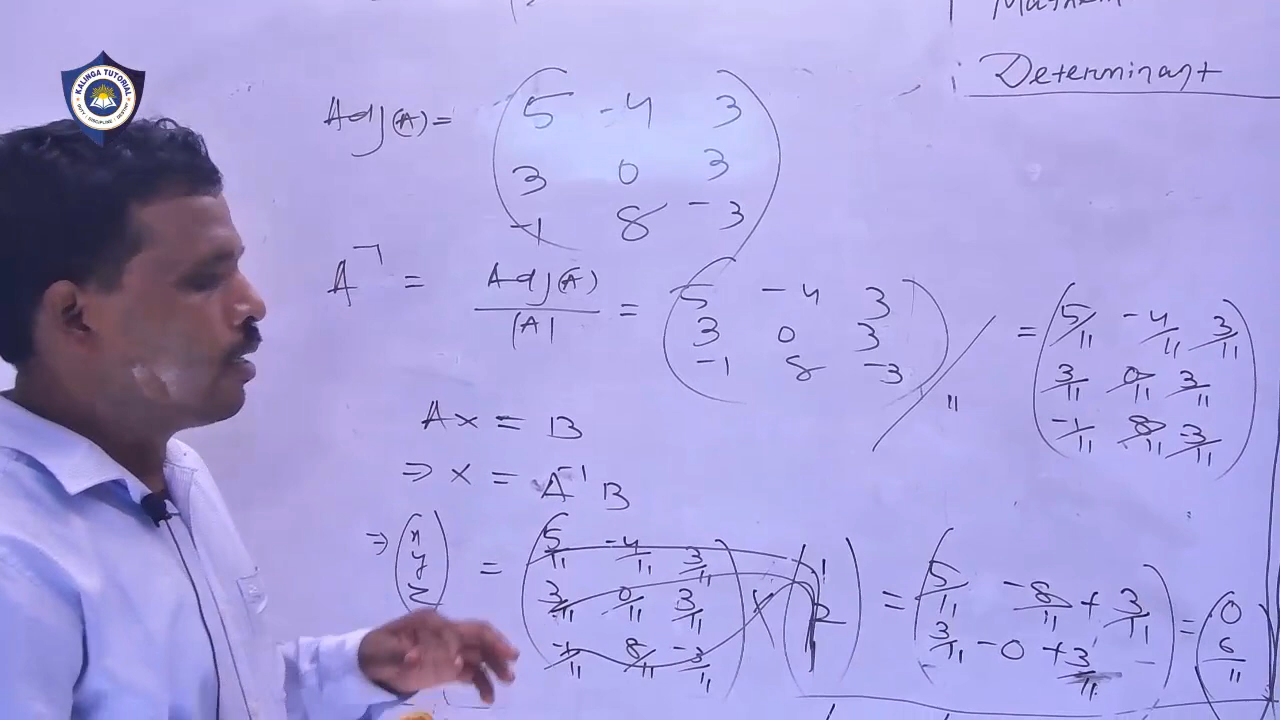 KALINGA TUTORIAL
DUTY | DISCIPLINE | DESTINY
Determinant
Adj(A) =
5 -4 3
3 0 3
-1 8 -3
A⁻¹ = Adj(A) / |A| =
5 -4 3
3 0 3
-1 8 -3
/ 11
=
5/11 -4/11 3/11
3/11 0/11 3/11
-1/11 8/11 -3/11
Ax = B
⇒ x = A⁻¹B
⇒
x
y
z
=
5/11 -4/11 3/11
3/11 0/11 3/11
-1/11 8/11 -3/11
×
1
2
1
=
5/11 -8/11 + 3/11
3/11 - 0 + 3/11
=
0
6/11